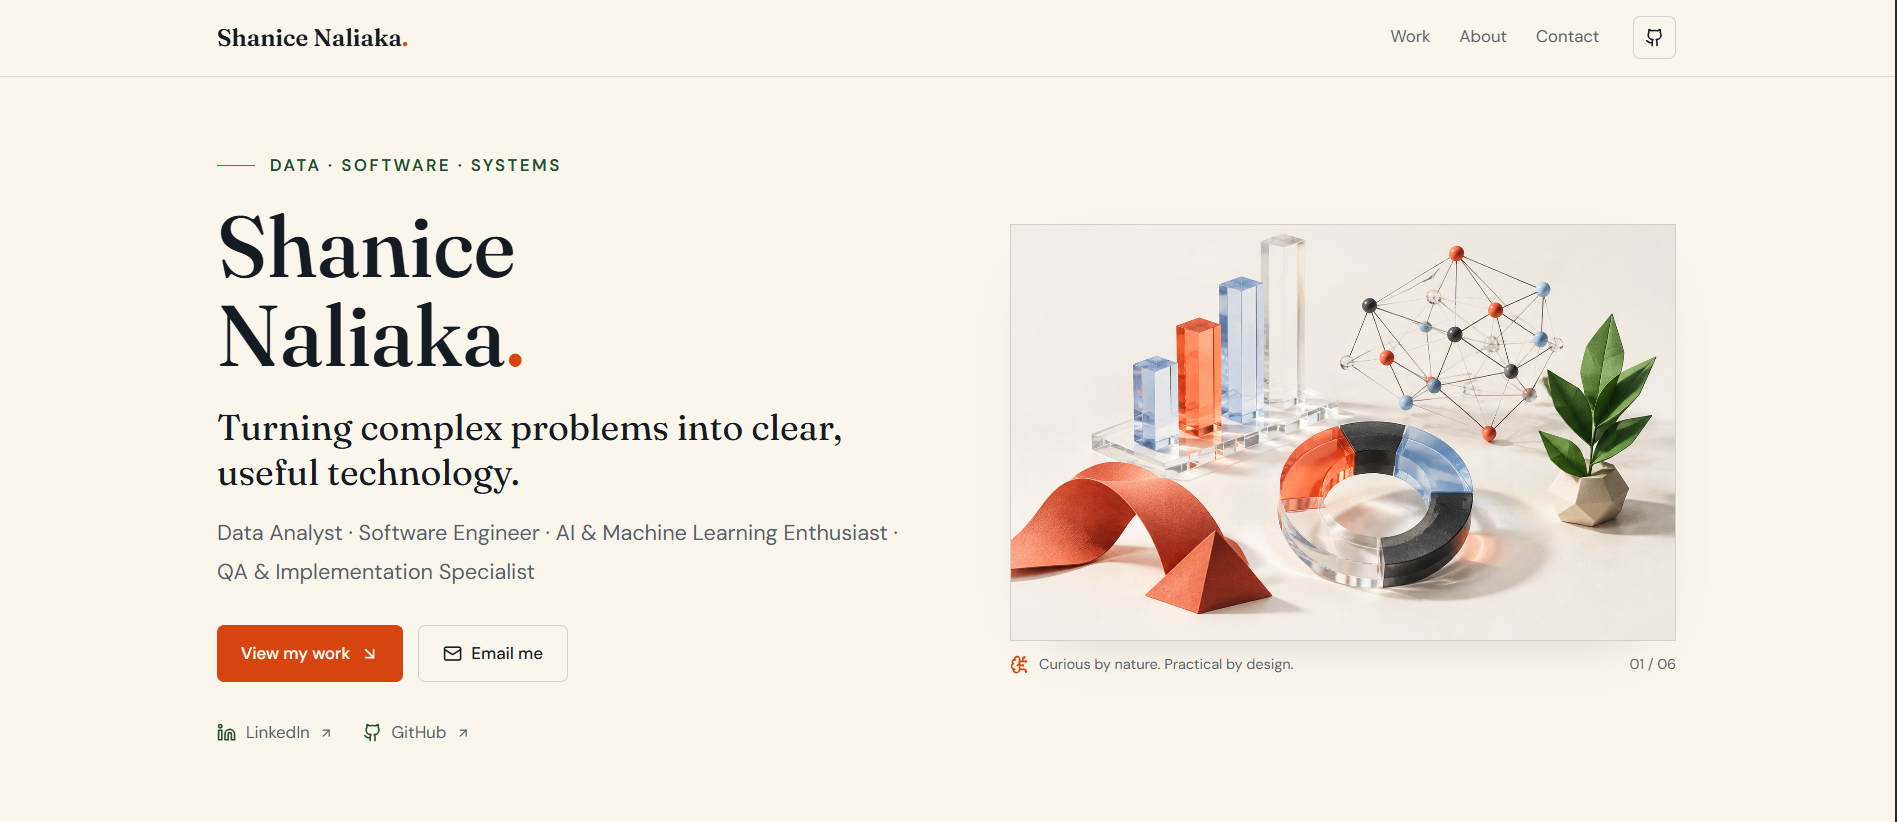 Shanice Naliaka.
Work
About
Contact
DATA · SOFTWARE · SYSTEMS
Shanice
Naliaka.
Turning complex problems into clear,
useful technology.
Data Analyst · Software Engineer · AI & Machine Learning Enthusiast ·
QA & Implementation Specialist
View my work
Email me
LinkedIn
GitHub
Curious by nature. Practical by design.
01 / 06